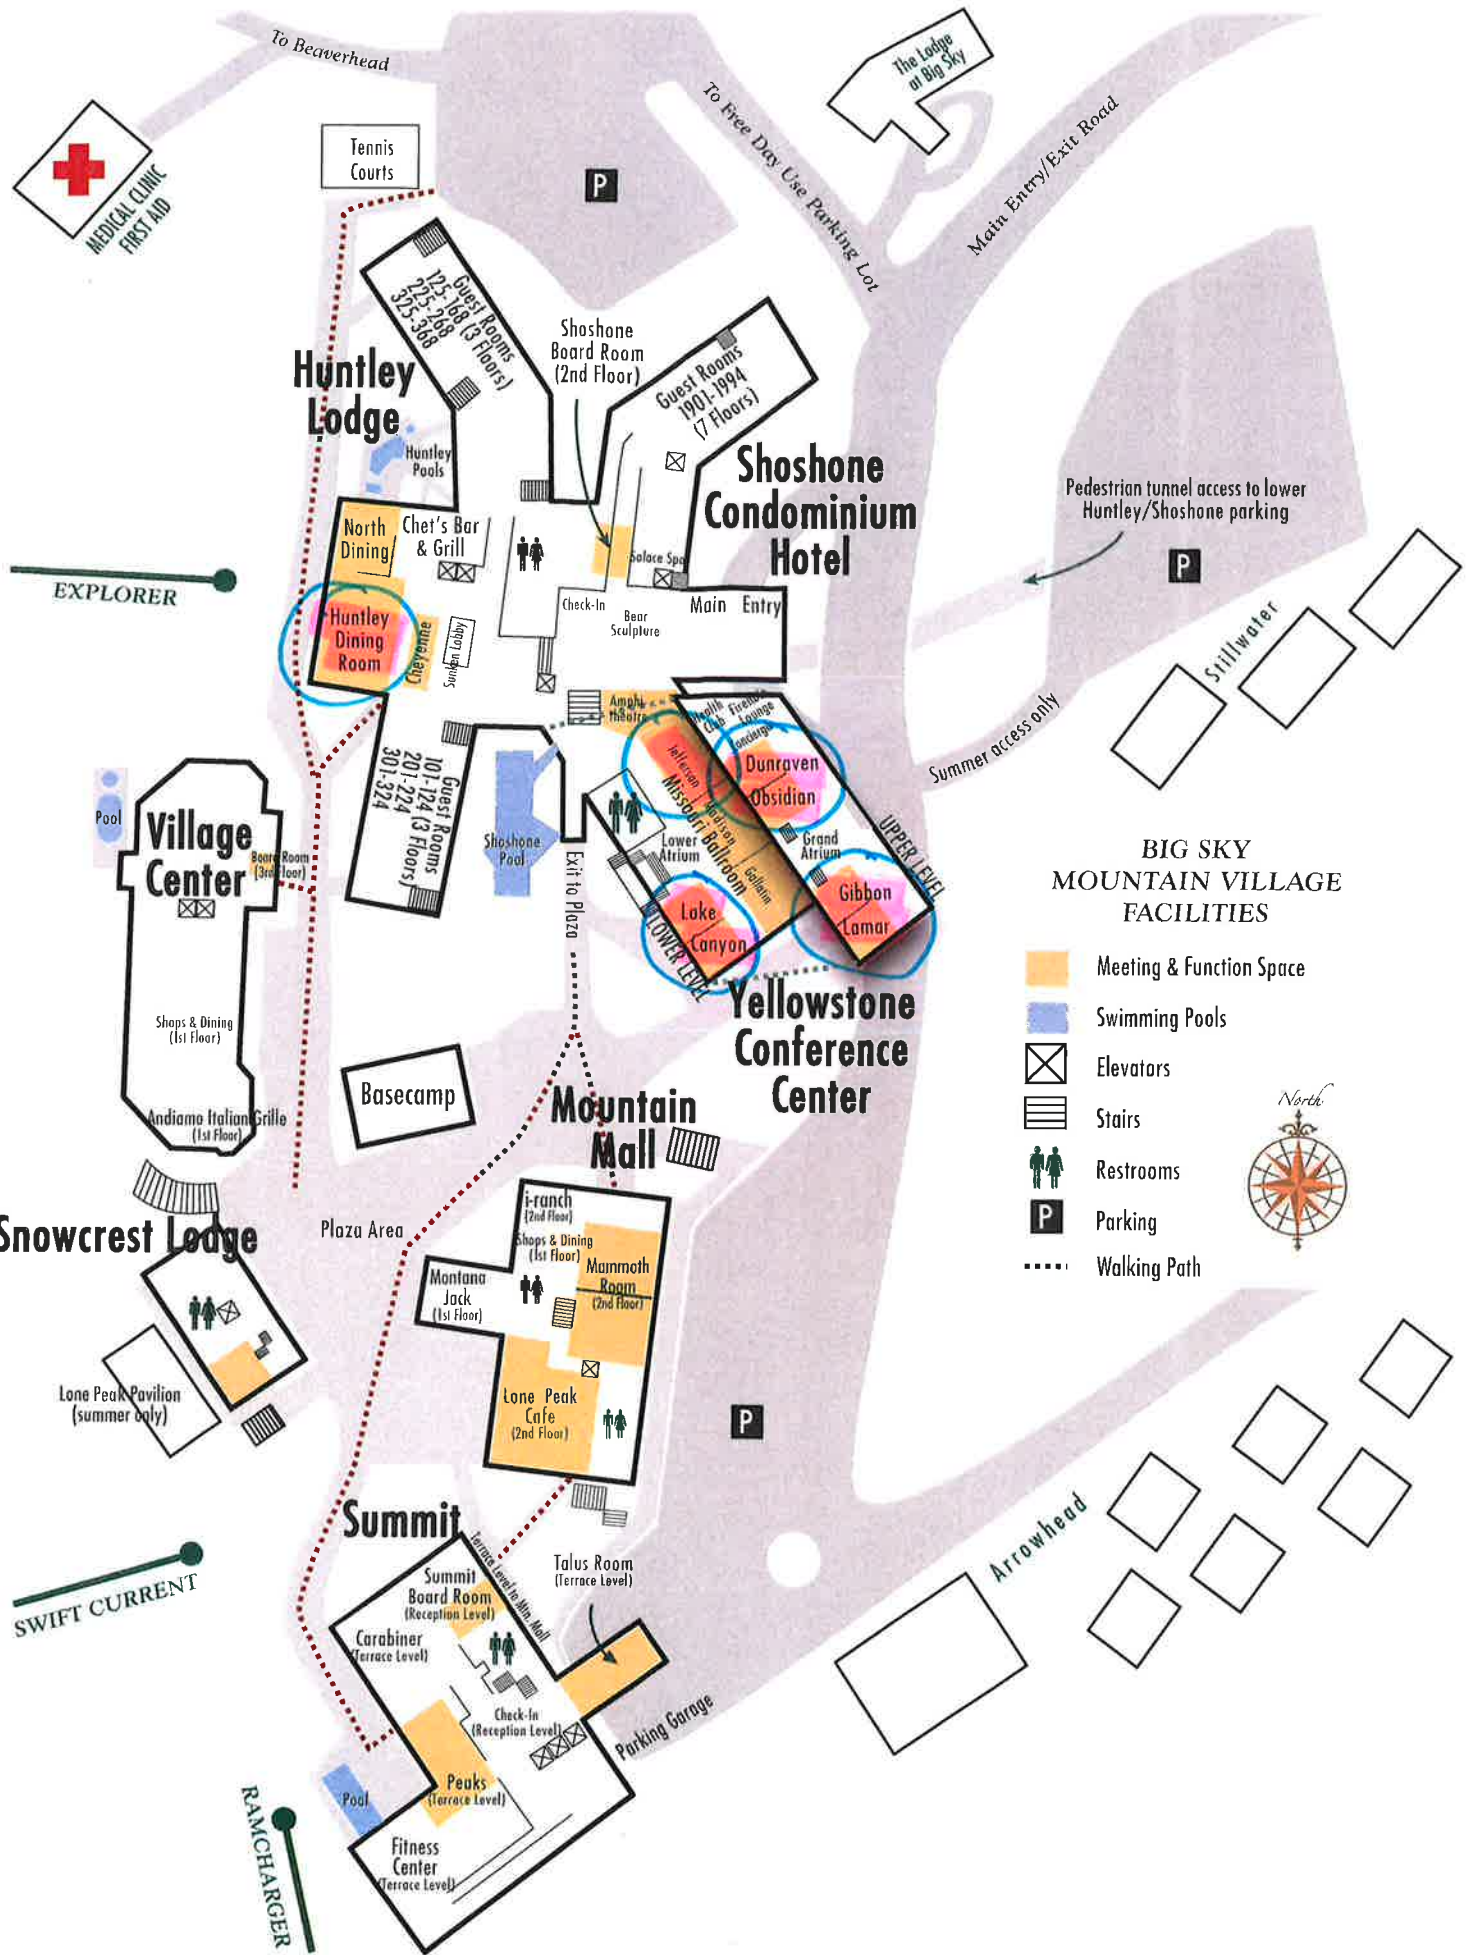 To Beaverhead
The Lodge
at Big Sky
To Free Day Use Parking Lot
Main Entry/Exit Road
MEDICAL CLINIC
FIRST AID
Tennis
Courts
P
Guest Rooms
125-168 (3 Floors)
225-268
325-368
Shoshone
Board Room
(2nd Floor)
Guest Rooms
1901-1994
(7 Floors)
Huntley
Lodge
Huntley
Pools
Shoshone
Condominium
Hotel
Pedestrian tunnel access to lower
Huntley/Shoshone parking
P
North
Dining
Chet's Bar
& Grill
Solace Spa
EXPLORER
Check-In
Bear
Sculpture
Main Entry
Huntley
Dining
Room
Cheyenne
Sunken Lobby
Stillwater
Summer access only
Amphi
theatre
Health
Club
Firehole
Lounge
Concierge
Jefferson
Madison
Gallatin
Missouri Ballroom
Dunraven
Obsidian
Grand
Atrium
UPPER LEVEL
Gibbon
Lamar
Lower
Atrium
Lake
Canyon
LOWER LEVEL
Guest Rooms
101-124 (3 Floors)
201-224
301-324
Shoshone
Pool
Exit to Plaza
Pool
Village
Center
Board Room
(3rd Floor)
Shops & Dining
(1st Floor)
Andiamo Italian Grille
(1st Floor)
Yellowstone
Conference
Center
BIG SKY
MOUNTAIN VILLAGE
FACILITIES
Meeting & Function Space
Swimming Pools
Elevators
Stairs
Restrooms
P Parking
Walking Path
North
Basecamp
Mountain
Mall
Snowcrest Lodge
Plaza Area
i-ranch
(2nd Floor)
Shops & Dining
(1st Floor)
Mammoth
Room
(2nd Floor)
Montana
Jack
(1st Floor)
Lone Peak
Cafe
(2nd Floor)
Lone Peak Pavilion
(summer only)
P
Summit
Terrace Level to Mtn. Mall
Talus Room
(Terrace Level)
Summit
Board Room
(Reception Level)
Carabiner
(Terrace Level)
Check-In
(Reception Level)
Peaks
(Terrace Level)
Pool
Fitness
Center
(Terrace Level)
Parking Garage
Arrowhead
SWIFT CURRENT
RAMCHARGER